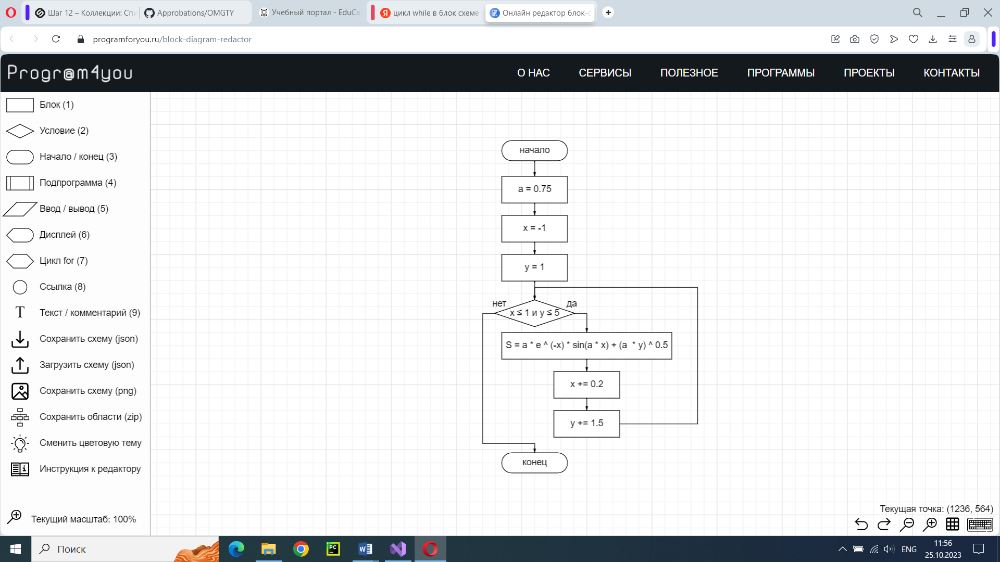 Шаг 12 – Коллекции: Спи
Approbations/OMGTY
Учебный портал - EduCa
цикл while в блок схеме
Онлайн редактор блок-с
programforyou.ru/block-diagram-redactor
Progr@m4you
О НАС
СЕРВИСЫ
ПОЛЕЗНОЕ
ПРОГРАММЫ
ПРОЕКТЫ
КОНТАКТЫ
Блок (1)
Условие (2)
Начало / конец (3)
Подпрограмма (4)
Ввод / вывод (5)
Дисплей (6)
Цикл for (7)
Ссылка (8)
T Текст / комментарий (9)
Сохранить схему (json)
Загрузить схему (json)
Сохранить схему (png)
Сохранить области (zip)
Сменить цветовую тему
Инструкция к редактору
Текущий масштаб: 100%
начало
a = 0.75
x = -1
y = 1
нет
да
x ≤ 1 и y ≤ 5
S = a * e ^ (-x) * sin(a * x) + (a * y) ^ 0.5
x += 0.2
y += 1.5
конец
Текущая точка: (1236, 564)
Поиск
PC
W
ENG
11:56
25.10.2023